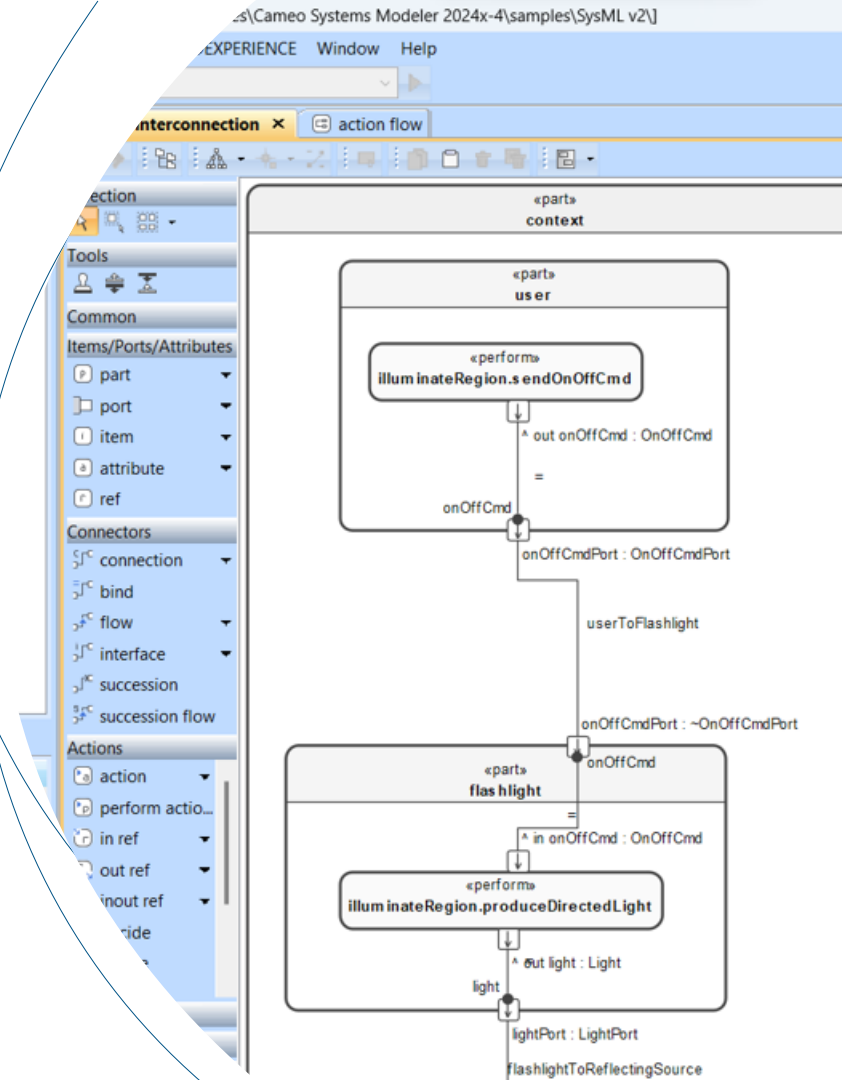 \Cameo Systems Modeler 2024x-4\samples\SysML v2\]
EXPERIENCE Window Help
interconnection × action flow
Tools
Common
Items/Ports/Attributes
part
port
item
attribute
ref
Connectors
connection
bind
flow
interface
succession
succession flow
Actions
action
perform actio...
in ref
out ref
inout ref
«part»
context
«part»
user
«perform»
illuminateRegion.sendOnOffCmd
^ out onOffCmd : OnOffCmd
=
onOffCmd
onOffCmdPort : OnOffCmdPort
userToFlashlight
onOffCmdPort : ~OnOffCmdPort
onOffCmd
«part»
flashlight
=
^ in onOffCmd : OnOffCmd
«perform»
illuminateRegion.produceDirectedLight
^ out light : Light
light
lightPort : LightPort
flashlightToReflectingSource